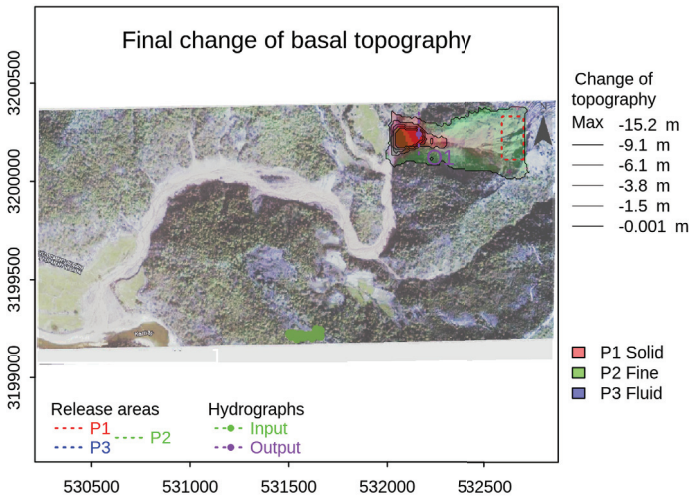 Final change of basal topography
3200500
3200000
3199500
3199000
O1
Change of
topography
Max -15.2 m
-9.1 m
-6.1 m
-3.8 m
-1.5 m
-0.001 m
P1 Solid
P2 Fine
P3 Fluid
Release areas
P1
P2
P3
Hydrographs
Input
Output
530500 531000 531500 532000 532500